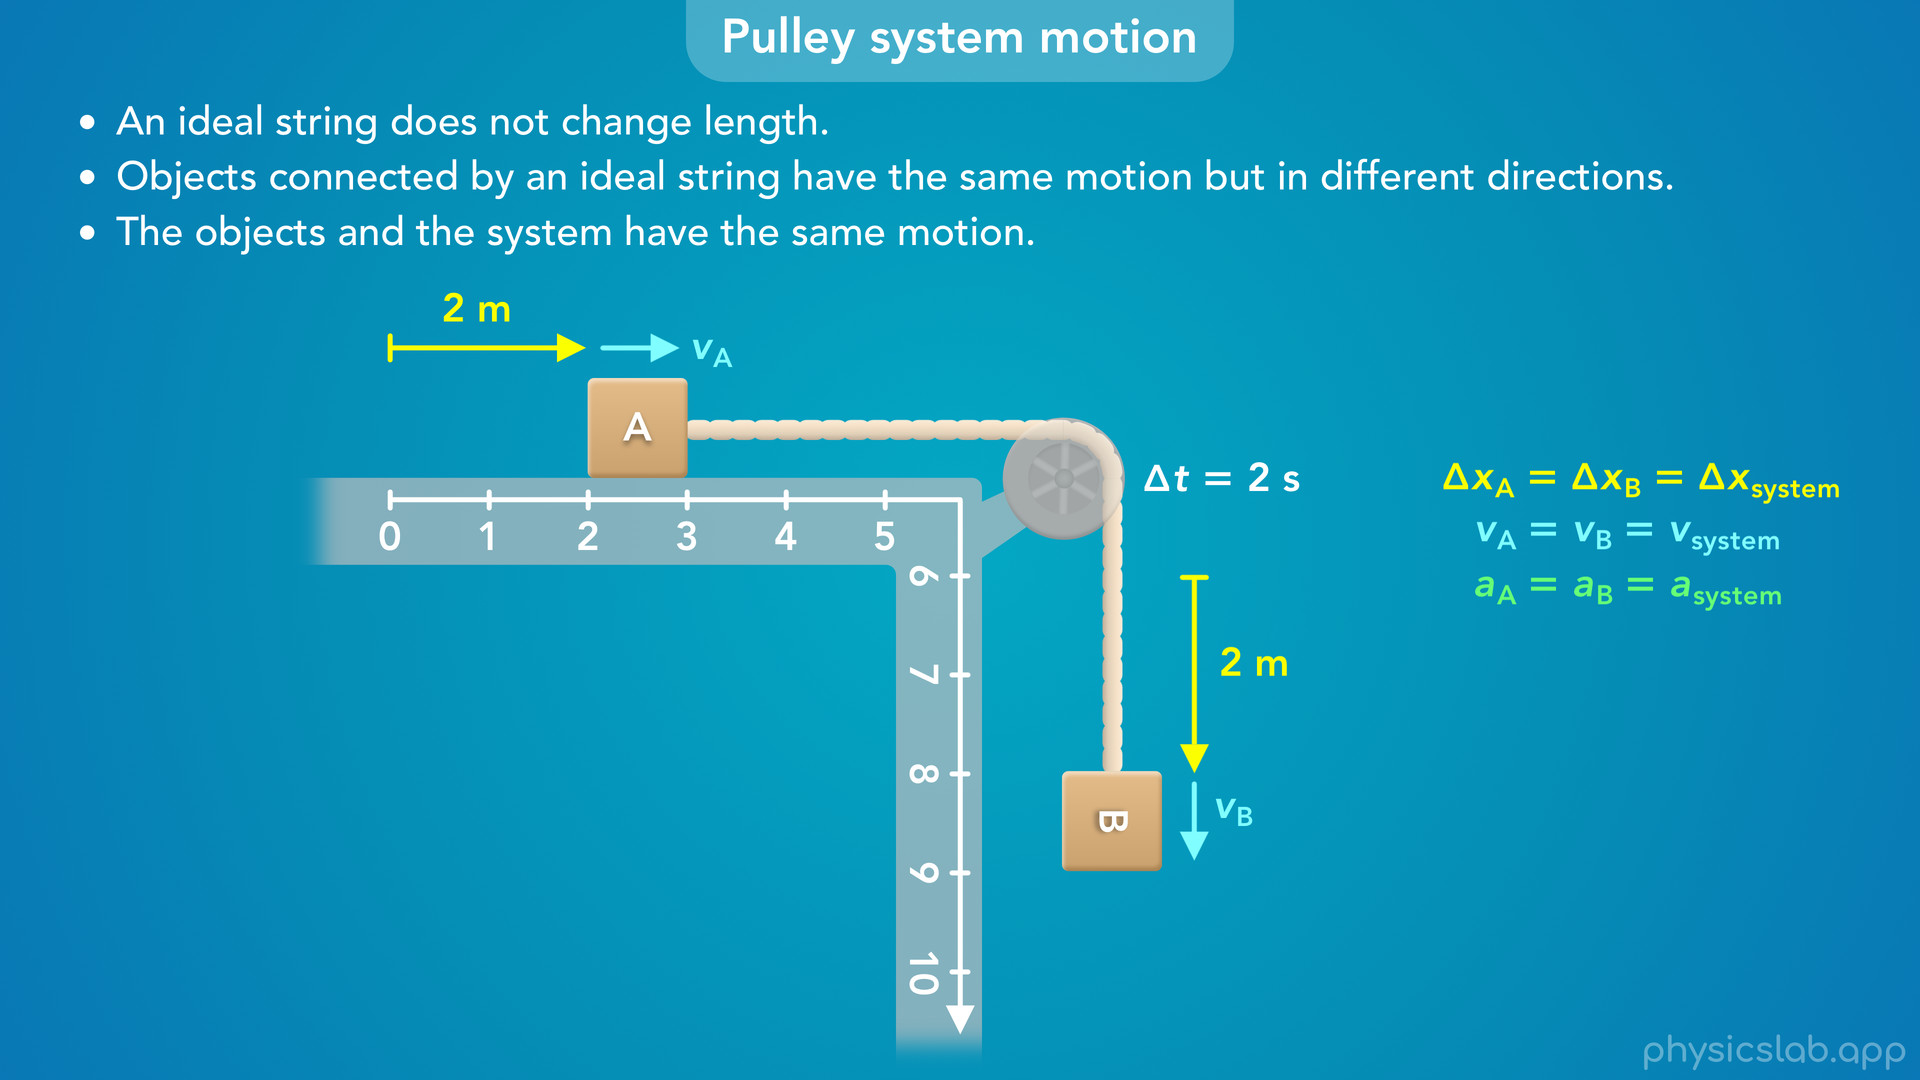 Pulley system motion
• An ideal string does not change length.
• Objects connected by an ideal string have the same motion but in different directions.
• The objects and the system have the same motion.
2 m
vA
A
Δt = 2 s
ΔxA = ΔxB = Δxsystem
vA = vB = vsystem
aA = aB = asystem
0 1 2 3 4 5
6
7
8
9
10
2 m
B
vB
physicslab.app